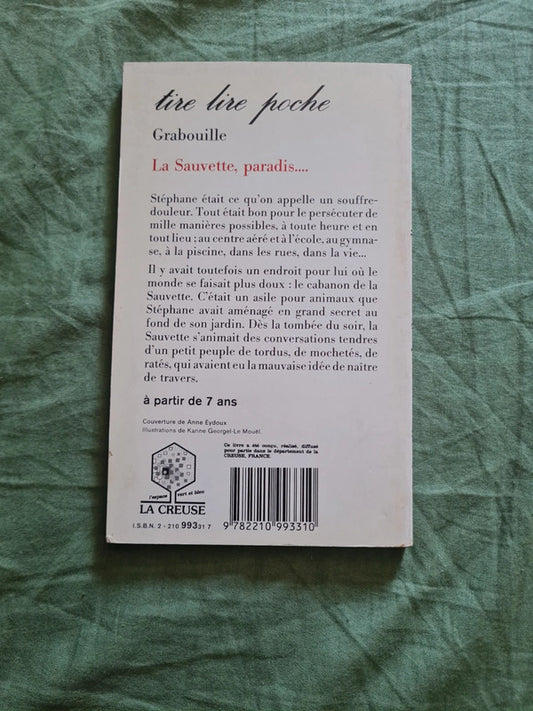 tire lire poche
Grabouille
La Sauvette, paradis....
Stéphane était ce qu'on appelle un souffre-
douleur. Tout était bon pour le persécuter de
mille manières possibles, à toute heure et en
tout lieu ; au centre aéré et à l'école, au gymna-
se, à la piscine, dans les rues, dans la vie...
Il y avait toutefois un endroit pour lui où le
monde se faisait plus doux : le cabanon de la
Sauvette. C'était un asile pour animaux que
Stéphane avait aménagé en grand secret au
fond de son jardin. Dès la tombée du soir, la
Sauvette s'animait des conversations tendres
d'un petit peuple de tordus, de mochetés, de
ratés, qui avaient eu la mauvaise idée de naître
de travers.
à partir de 7 ans
Couverture de Anne Eydoux
Illustrations de Karine Georgel-Le Mouël.
Ce livre a été conçu, réalisé, diffusé
pour partie dans le département de la
CREUSE, FRANCE.
l'espace vert et bleu
LA CREUSE
I.S.B.N. 2 - 210 99331 7
9 782210 993310